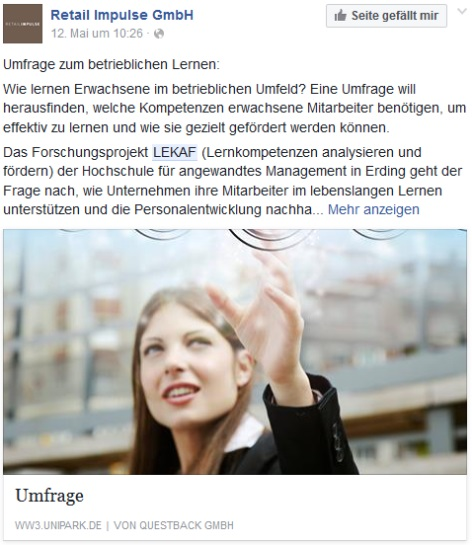 RETAIL IMPULSE
Retail Impulse GmbH
Seite gefällt mir
12. Mai um 10:26 ·
Umfrage zum betrieblichen Lernen:
Wie lernen Erwachsene im betrieblichen Umfeld? Eine Umfrage will
herausfinden, welche Kompetenzen erwachsene Mitarbeiter benötigen, um
effektiv zu lernen und wie sie gezielt gefördert werden können.
Das Forschungsprojekt LEKAF (Lernkompetenzen analysieren und
fördern) der Hochschule für angewandtes Management in Erding geht der
Frage nach, wie Unternehmen ihre Mitarbeiter im lebenslangen Lernen
unterstützen und die Personalentwicklung nachha... Mehr anzeigen
Umfrage
WW3.UNIPARK.DE | VON QUESTBACK GMBH